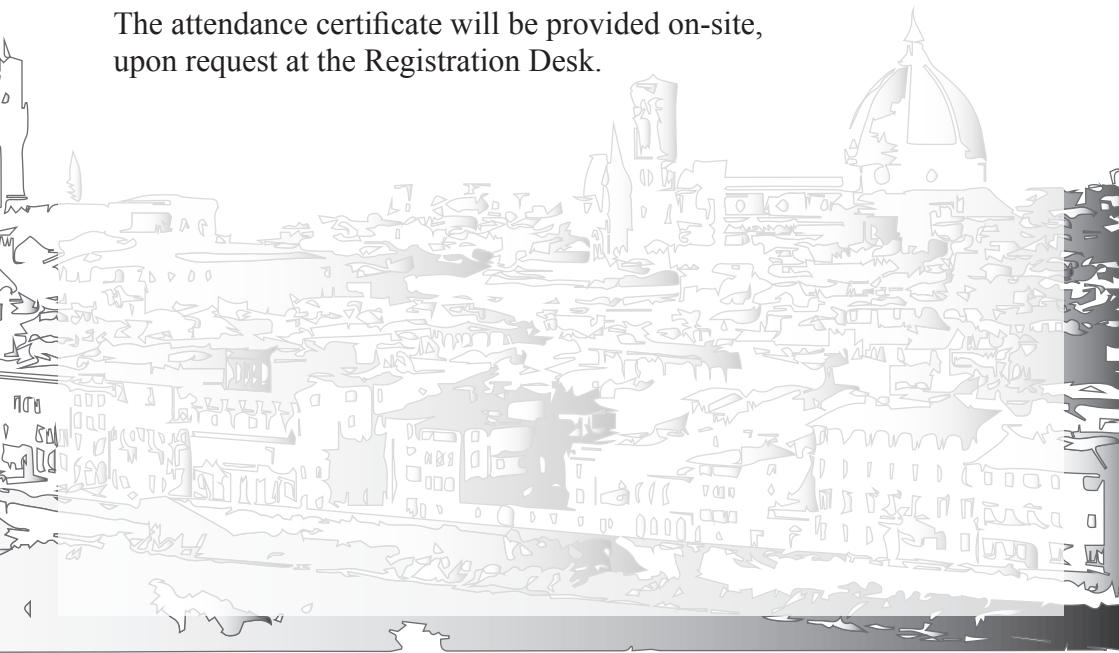 The attendance certificate will be provided on-site,
upon request at the Registration Desk.